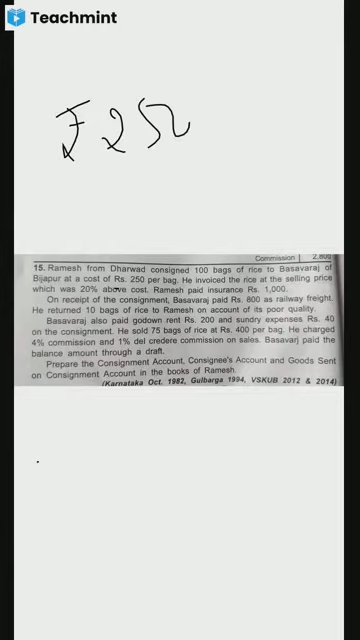 Teachmint
₹ 250
Commission 2,800
15. Ramesh from Dharwad consigned 100 bags of rice to Basavaraj of
Bijapur at a cost of Rs. 250 per bag. He invoiced the rice at the selling price
which was 20% above cost. Ramesh paid insurance Rs. 1,000.
On receipt of the consignment, Basavaraj paid Rs. 800 as railway freight.
He returned 10 bags of rice to Ramesh on account of its poor quality.
Basavaraj also paid godown rent Rs. 200 and sundry expenses Rs. 40
on the consignment. He sold 75 bags of rice at Rs. 400 per bag. He charged
4% commission and 1% del credere commission on sales. Basavarj paid the
balance amount through a draft.
Prepare the Consignment Account, Consignee's Account and Goods Sent
on Consignment Account in the books of Ramesh.
(Karnataka Oct. 1982, Gulbarga 1994, VSKUB 2012 & 2014)